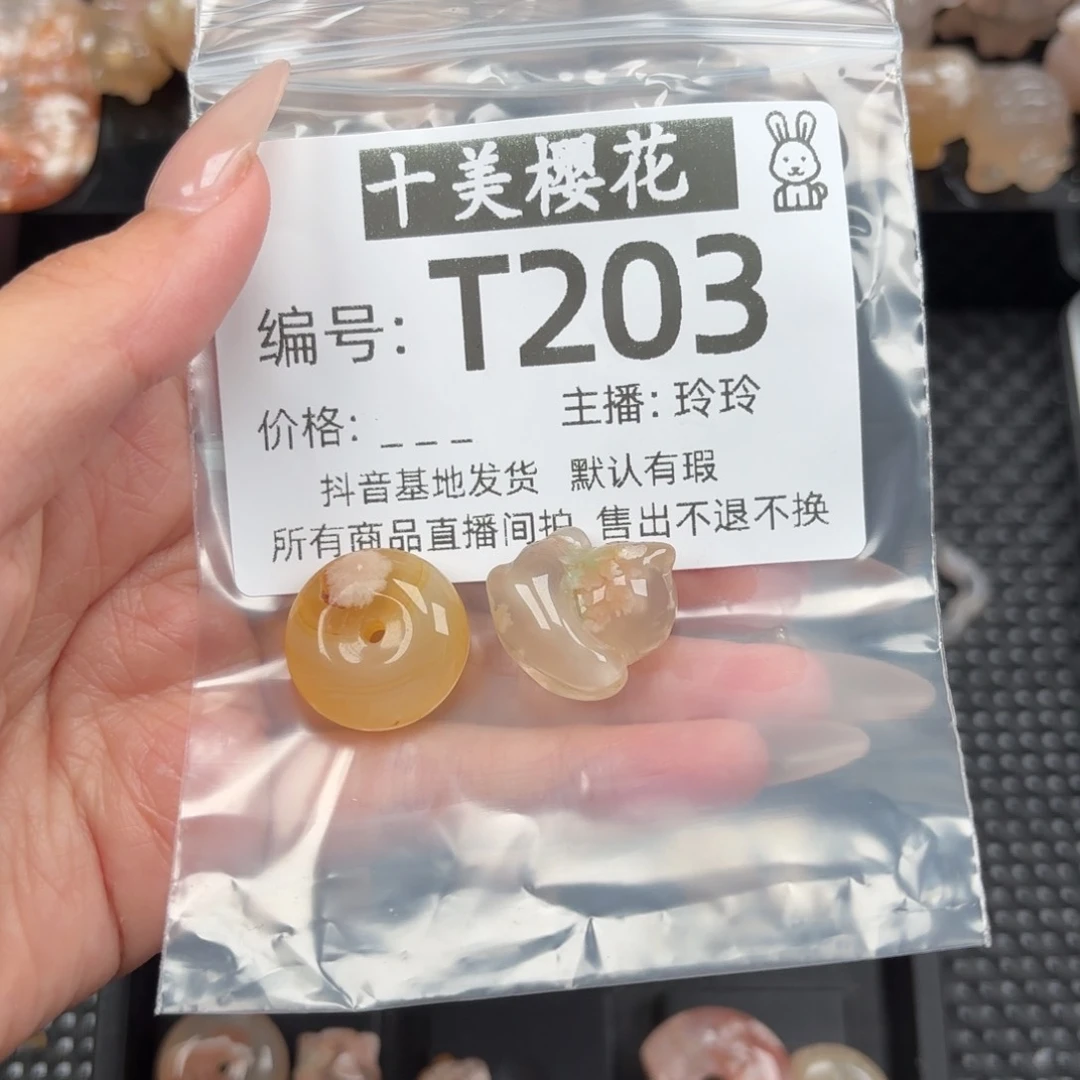 十美樱花
编号: T203
价格: _ _ _ 主播: 玲玲
抖音基地发货 默认有瑕
所有商品直播间拍 售出不退不换